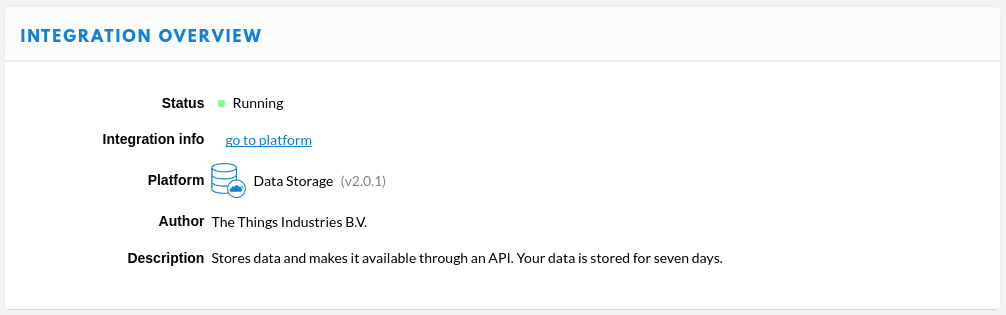 INTEGRATION OVERVIEW
Status Running
Integration info go to platform
Platform Data Storage (v2.0.1)
Author The Things Industries B.V.
Description Stores data and makes it available through an API. Your data is stored for seven days.